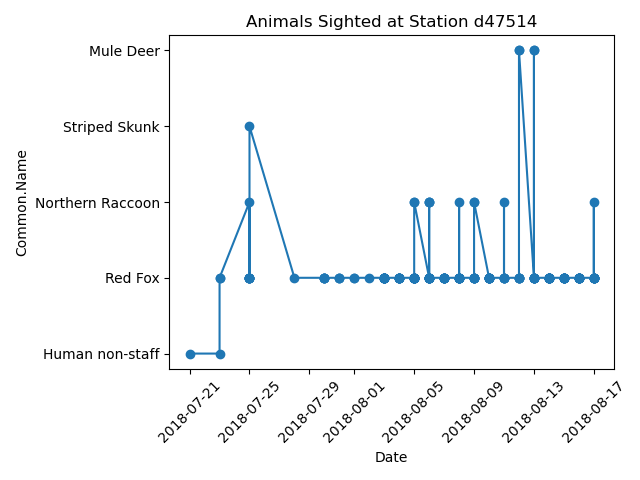 Animals Sighted at Station d47514
Common.Name
Mule Deer
Striped Skunk
Northern Raccoon
Red Fox
Human non-staff
2018-07-21
2018-07-25
2018-07-29
2018-08-01
2018-08-05
2018-08-09
2018-08-13
2018-08-17
Date